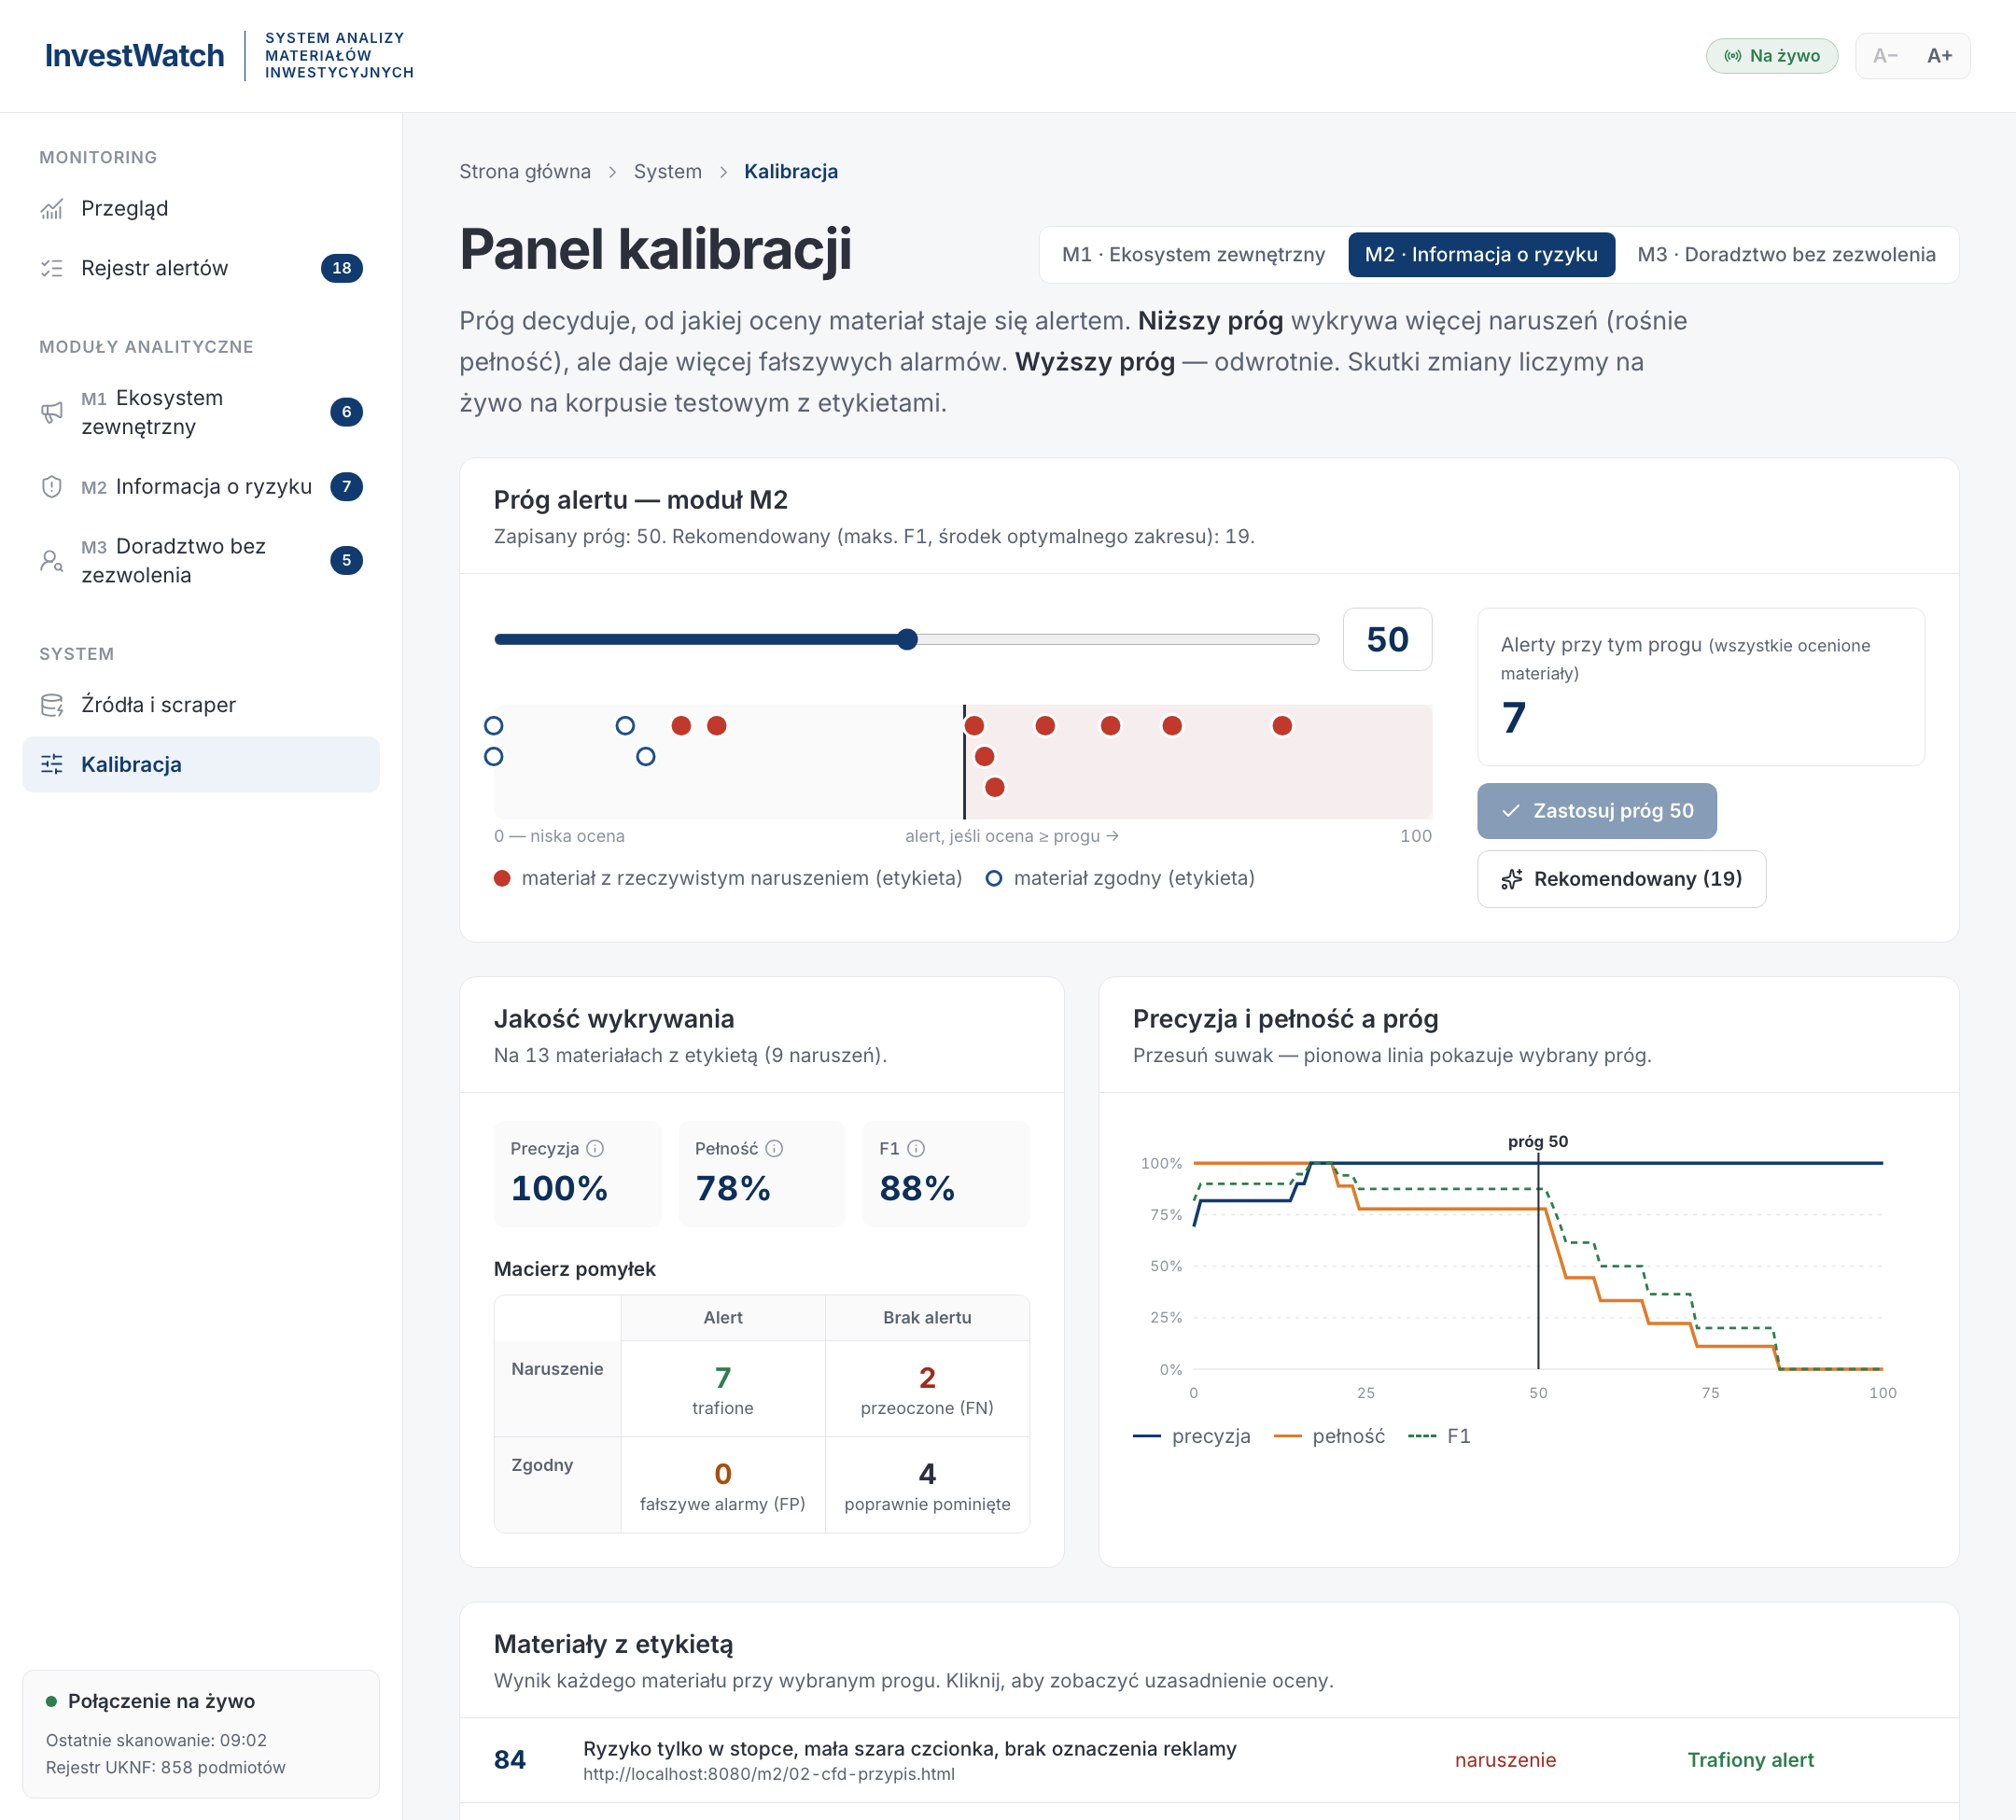 InvestWatch
SYSTEM ANALIZY
MATERIAŁÓW
INWESTYCYJNYCH
Na żywo
A−
A+
MONITORING
Przegląd
Rejestr alertów
18
MODUŁY ANALITYCZNE
M1 Ekosystem
zewnętrzny
6
M2 Informacja o ryzyku
7
M3 Doradztwo bez
zezwolenia
5
SYSTEM
Źródła i scraper
Kalibracja
Połączenie na żywo
Ostatnie skanowanie: 09:02
Rejestr UKNF: 858 podmiotów
Strona główna > System > Kalibracja
Panel kalibracji
M1 · Ekosystem zewnętrzny
M2 · Informacja o ryzyku
M3 · Doradztwo bez zezwolenia
Próg decyduje, od jakiej oceny materiał staje się alertem. Niższy próg wykrywa więcej naruszeń (rośnie
pełność), ale daje więcej fałszywych alarmów. Wyższy próg — odwrotnie. Skutki zmiany liczymy na
żywo na korpusie testowym z etykietami.
Próg alertu — moduł M2
Zapisany próg: 50. Rekomendowany (maks. F1, środek optymalnego zakresu): 19.
50
0 — niska ocena
alert, jeśli ocena ≥ progu →
100
materiał z rzeczywistym naruszeniem (etykieta)
materiał zgodny (etykieta)
Alerty przy tym progu (wszystkie ocenione
materiały)
7
Zastosuj próg 50
Rekomendowany (19)
Jakość wykrywania
Na 13 materiałach z etykietą (9 naruszeń).
Precyzja
100%
Pełność
78%
F1
88%
Macierz pomyłek
Alert
Brak alertu
Naruszenie
7
trafione
2
przeoczone (FN)
Zgodny
0
fałszywe alarmy (FP)
4
poprawnie pominięte
Precyzja i pełność a próg
Przesuń suwak — pionowa linia pokazuje wybrany próg.
próg 50
100%
75%
50%
25%
0%
0
25
50
75
100
precyzja
pełność
F1
Materiały z etykietą
Wynik każdego materiału przy wybranym progu. Kliknij, aby zobaczyć uzasadnienie oceny.
84
Ryzyko tylko w stopce, mała szara czcionka, brak oznaczenia reklamy
http://localhost:8080/m2/02-cfd-przypis.html
naruszenie
Trafiony alert